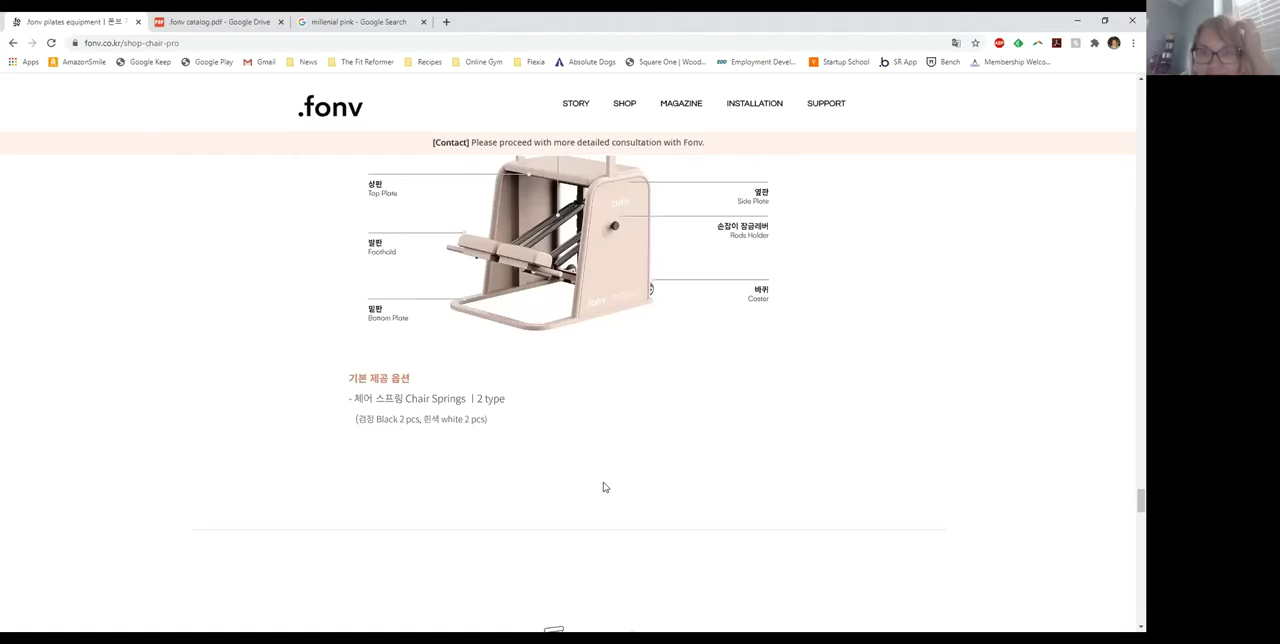 .fonv pilates equipment | 폰브
.fonv catalog.pdf - Google Drive
millenial pink - Google Search
fonv.co.kr/shop-chair-pro
Apps AmazonSmile Google Keep Google Play Gmail News The Fit Reformer Recipes Online Gym Flexia Absolute Dogs Square One | Wood... Employment Devel... Startup School SR App Bench Membership Welco...
.fonv STORY SHOP MAGAZINE INSTALLATION SUPPORT
[Contact] Please proceed with more detailed consultation with Fonv.
상판
Top Plate
옆판
Side Plate
CHAIR
손잡이 잠금레버
Rods Holder
발판
Foothold
바퀴
Caster
fonv
밑판
Bottom Plate
기본 제공 옵션
- 체어 스프링 Chair Springs ㅣ2 type
(검정 Black 2 pcs, 흰색 white 2 pcs)